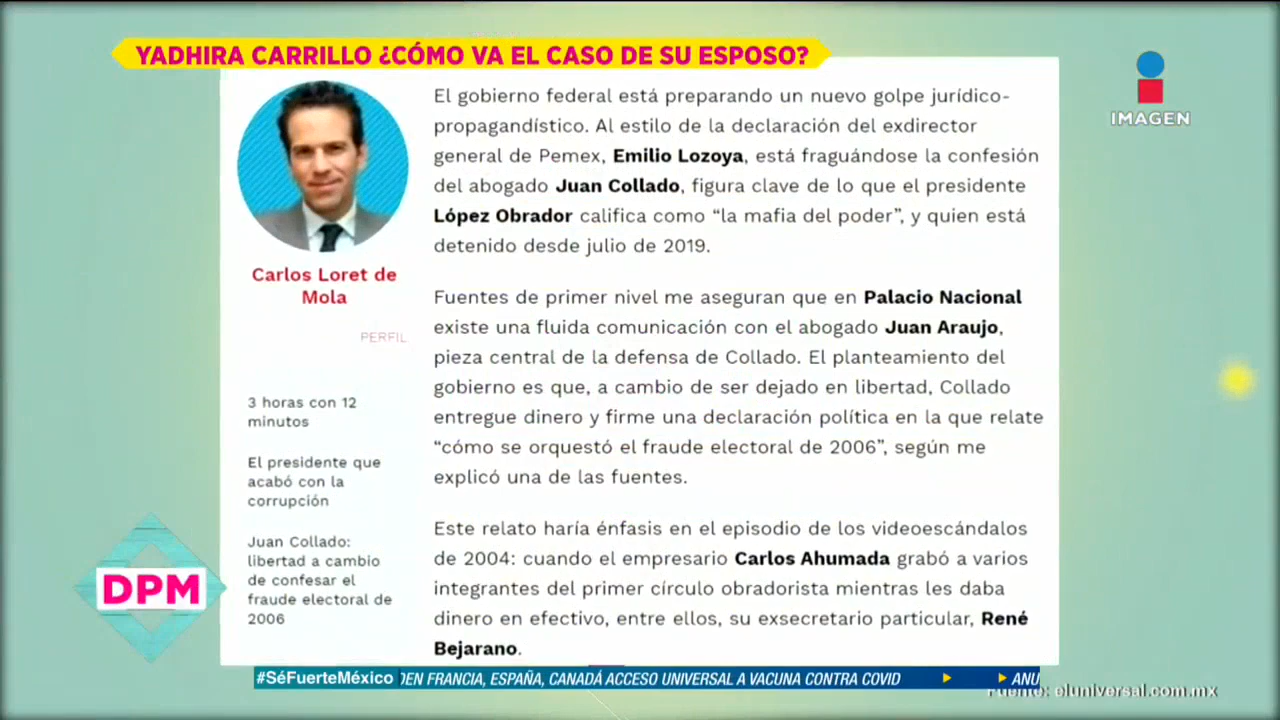 YADHIRA CARRILLO ¿CÓMO VA EL CASO DE SU ESPOSO?
IMAGEN
Carlos Loret de
Mola
PERFIL
3 horas con 12
minutos
El presidente que
acabó con la
corrupción
Juan Collado:
libertad a cambio
de confesar el
fraude electoral de
2006
El gobierno federal está preparando un nuevo golpe jurídico-
propagandístico. Al estilo de la declaración del exdirector
general de Pemex, Emilio Lozoya, está fraguándose la confesión
del abogado Juan Collado, figura clave de lo que el presidente
López Obrador califica como “la mafia del poder”, y quien está
detenido desde julio de 2019.
Fuentes de primer nivel me aseguran que en Palacio Nacional
existe una fluida comunicación con el abogado Juan Araujo,
pieza central de la defensa de Collado. El planteamiento del
gobierno es que, a cambio de ser dejado en libertad, Collado
entregue dinero y firme una declaración política en la que relate
“cómo se orquestó el fraude electoral de 2006”, según me
explicó una de las fuentes.
Este relato haría énfasis en el episodio de los videoescándalos
de 2004: cuando el empresario Carlos Ahumada grabó a varios
integrantes del primer círculo obradorista mientras les daba
dinero en efectivo, entre ellos, su exsecretario particular, René
Bejarano.
DPM
#SéFuerteMéxico DEN FRANCIA, ESPAÑA, CANADÁ ACCESO UNIVERSAL A VACUNA CONTRA COVID ANU
Fuente: eluniversal.com.mx